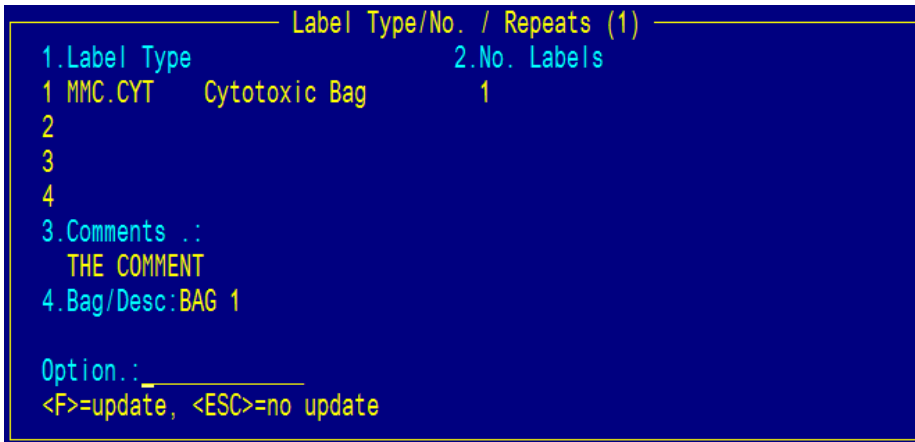 Label Type/No. / Repeats (1)
1.Label Type 2.No. Labels
1 MMC.CYT Cytotoxic Bag 1
2
3
4
3.Comments .:
THE COMMENT
4.Bag/Desc:BAG 1
Option.:
<F>=update, <ESC>=no update